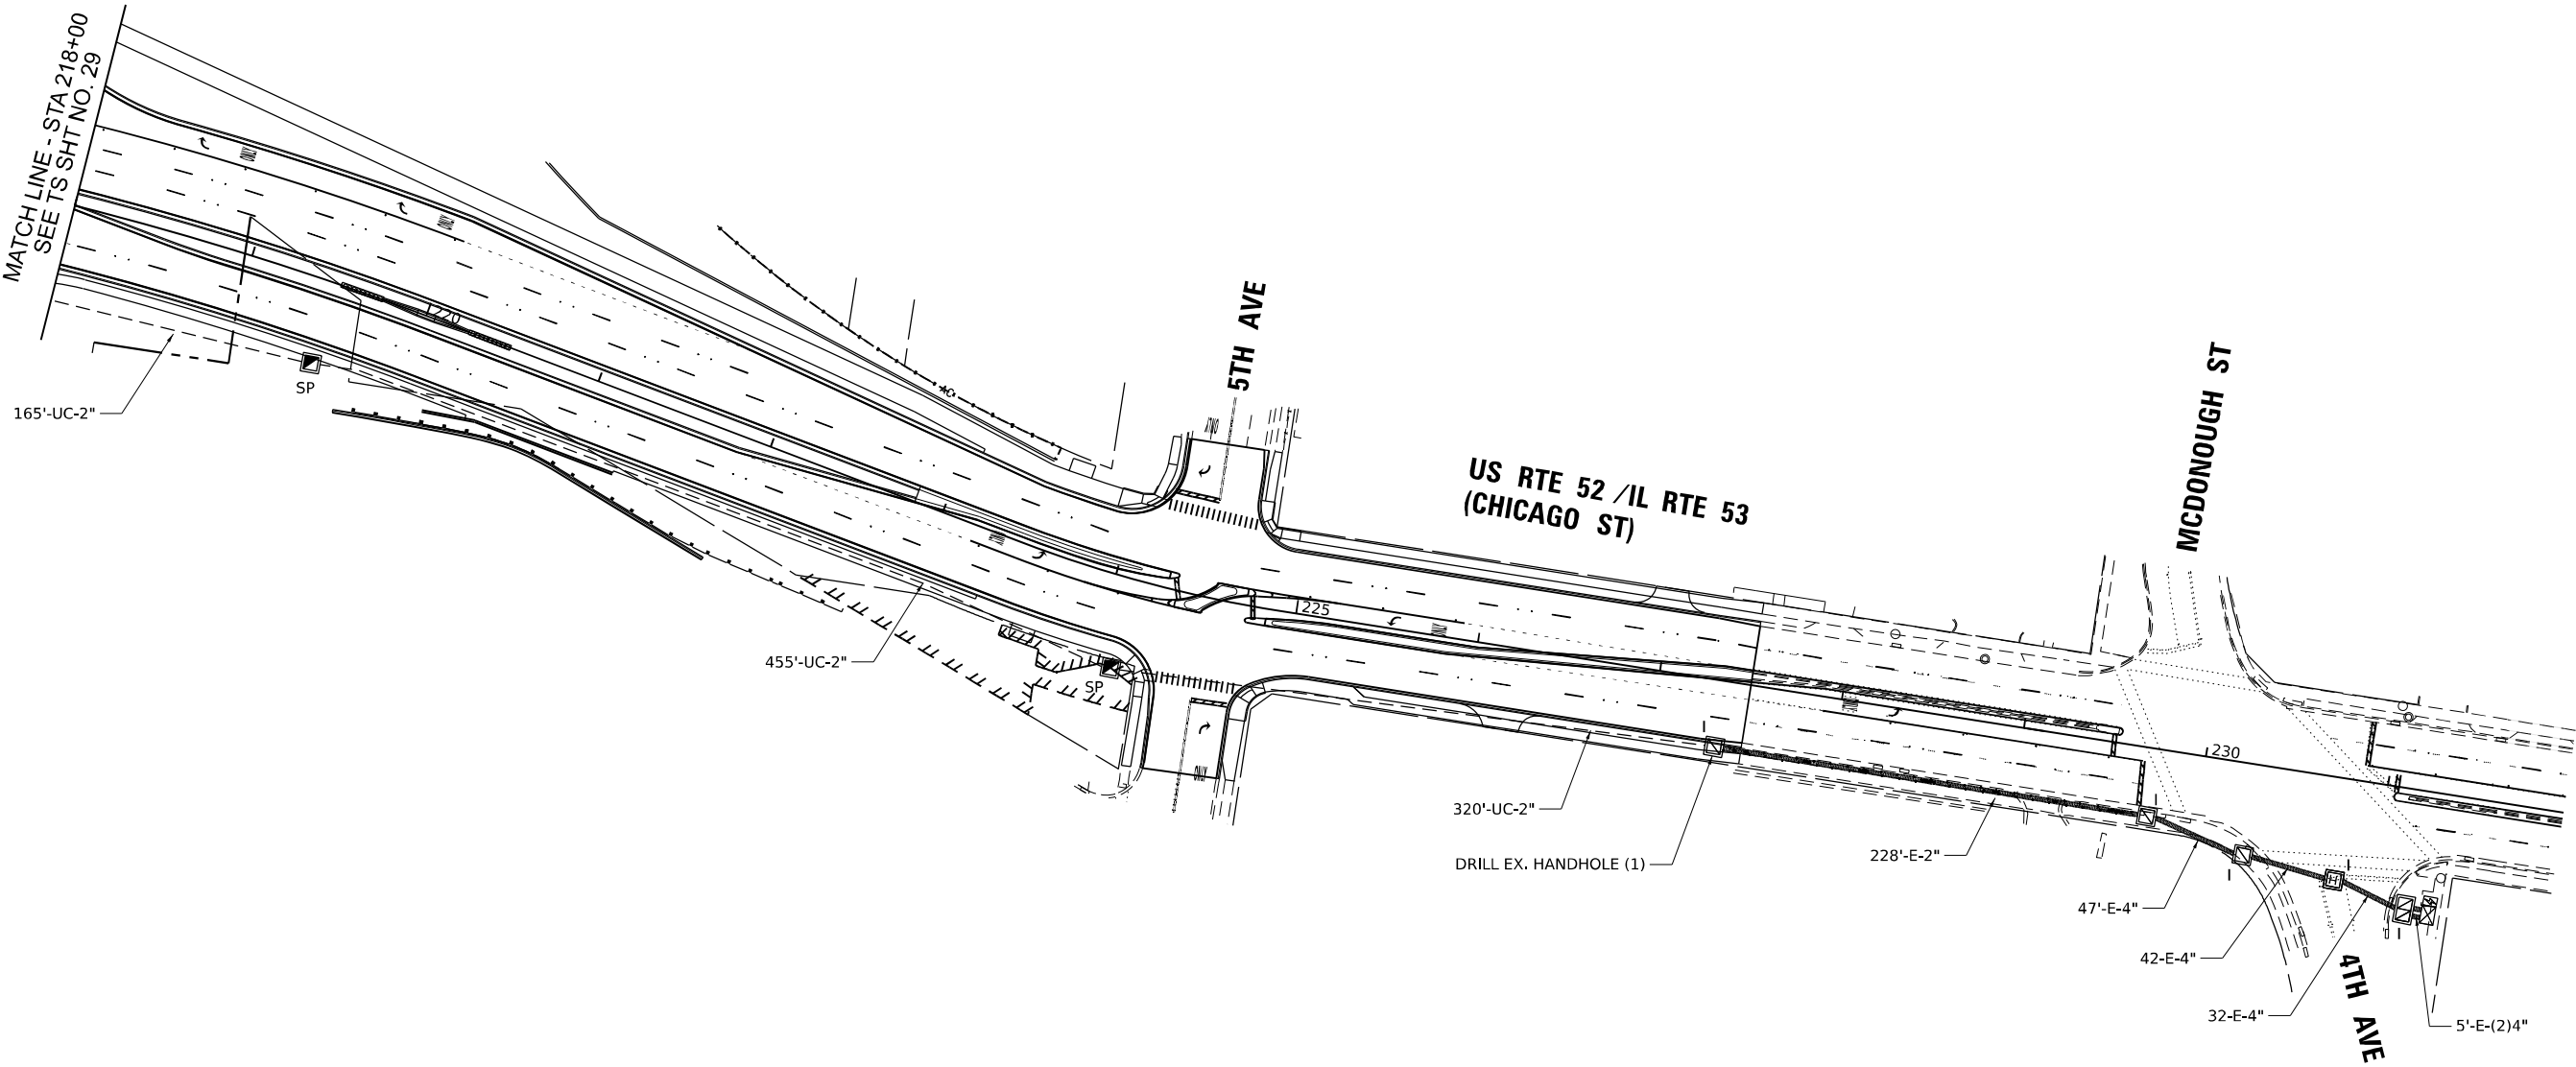 MATCH LINE - STA 218+00
SEE TS SHT NO. 29
220
165'-UC-2"
SP
5TH AVE
US RTE 52 /IL RTE 53
(CHICAGO ST)
MCDONOUGH ST
225
455'-UC-2"
SP
230
320'-UC-2"
DRILL EX. HANDHOLE (1)
228'-E-2"
47'-E-4"
42-E-4"
32-E-4"
4TH AVE
5'-E-(2)4"